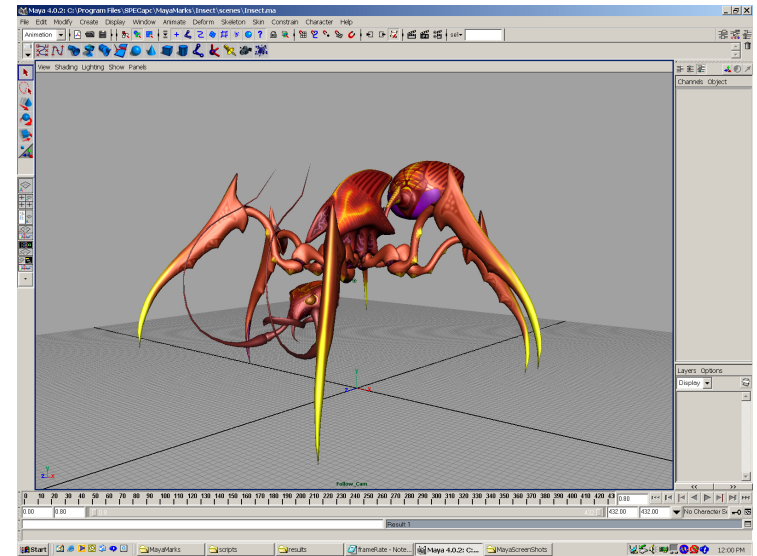 Maya 4.0.2: C:\Program Files\SPECapc\MayaMarks\Insect\scenes\Insect.ma
File Edit Modify Create Display Window Animate Deform Skeleton Skin Constrain Character Help
Animation
sel=
View Shading Lighting Show Panels
Channels Object
Layers Options
Display
y
z x
y
z x
Follow_Cam
0 10 20 30 40 50 60 70 80 90 100 110 120 130 140 150 160 170 180 190 200 210 220 230 240 250 260 270 280 290 300 310 320 330 340 350 360 370 380 390 400 410 420 43 0.80
0.00 0.80 432.00 432.00 No Character Se
Result 1
Start MayaMarks scripts results frameRate - Note... Maya 4.0.2: C:... MayaScreenShots 12:00 PM